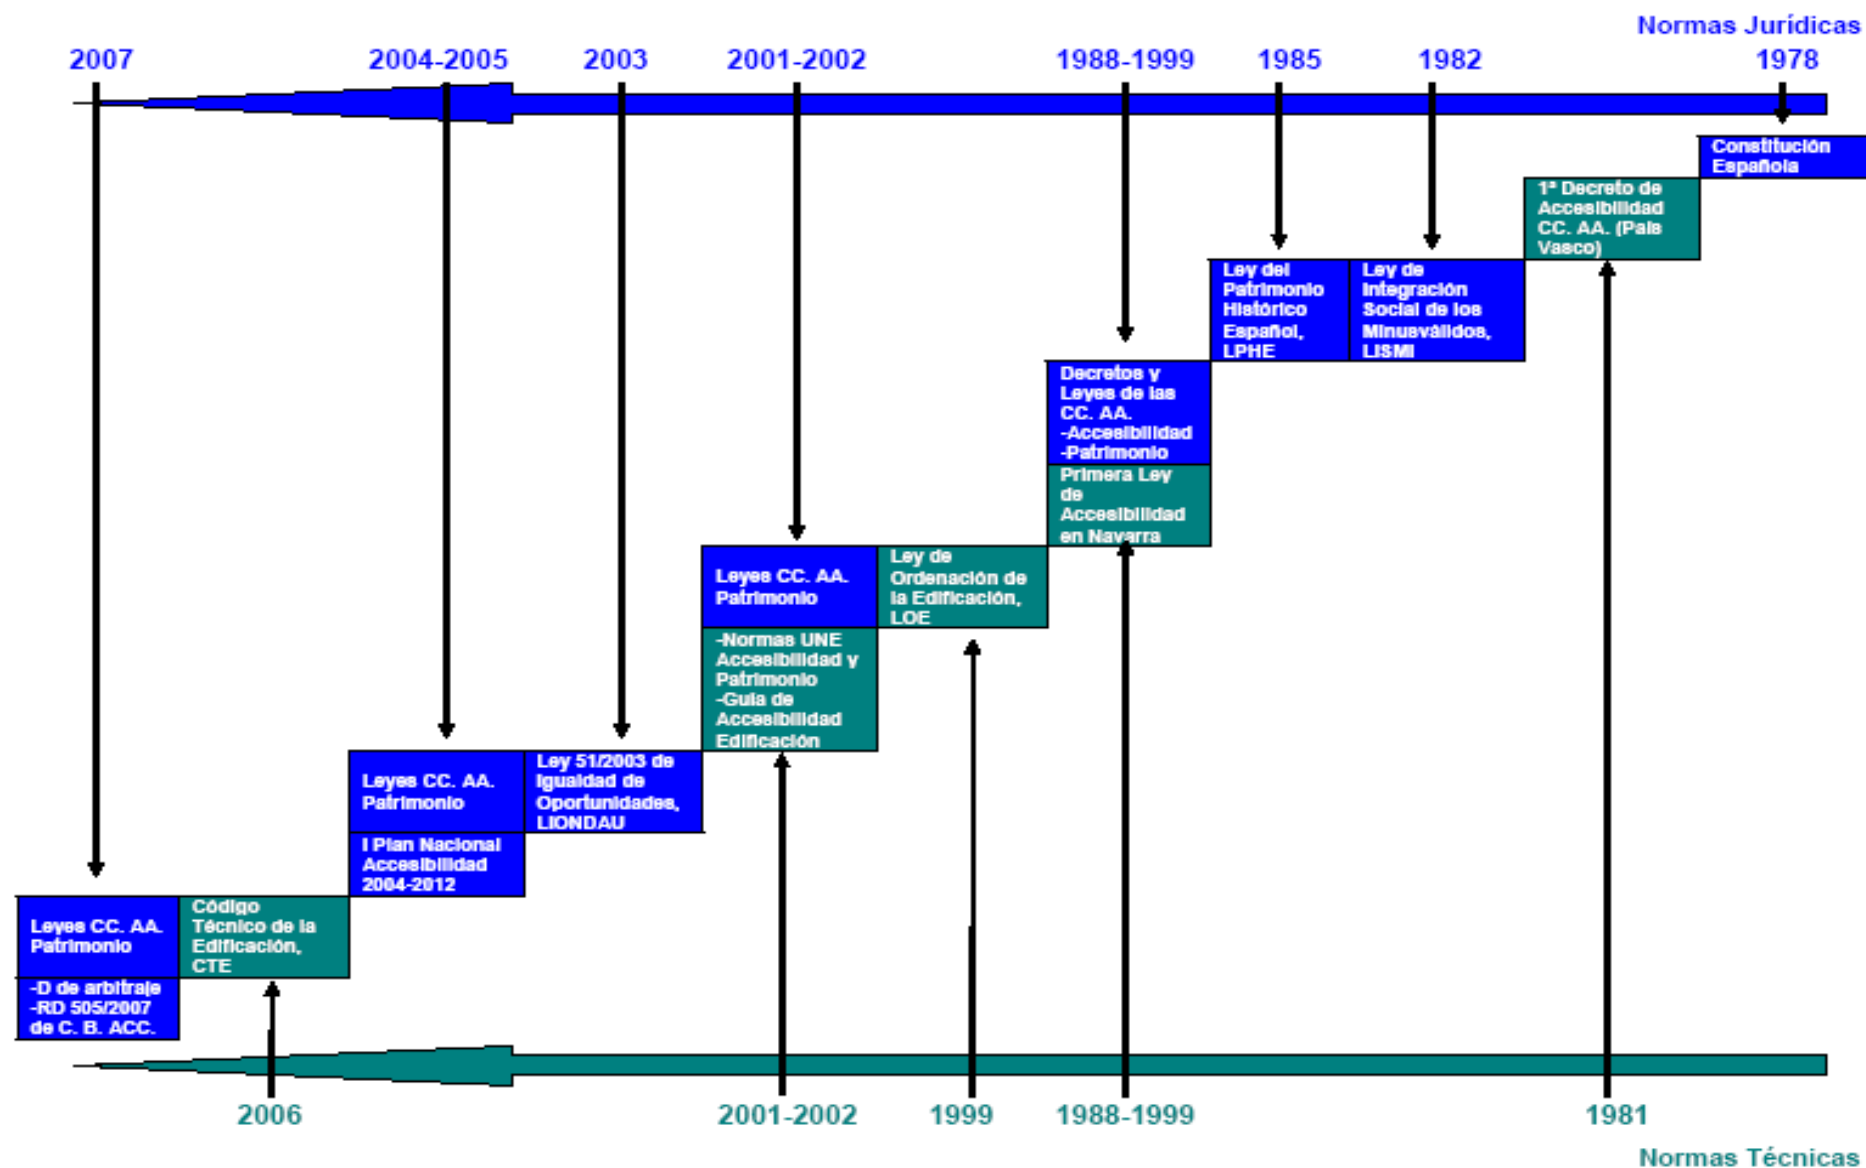 Normas Jurídicas
2007
2004-2005
2003
2001-2002
1988-1999
1985
1982
1978
Constitución
Española
1ª Decreto de
Accesibilidad
CC. AA. (País
Vasco)
Ley del
Patrimonio
Histórico
Español,
LPHE
Ley de
Integración
Social de los
Minusválidos,
LISMI
Decretos y
Leyes de las
CC. AA.
-Accesibilidad
-Patrimonio
Primera Ley
de
Accesibilidad
en Navarra
Leyes CC. AA.
Patrimonio
Ley de
Ordenación de
la Edificación,
LOE
-Normas UNE
Accesibilidad y
Patrimonio
-Guía de
Accesibilidad
Edificación
Leyes CC. AA.
Patrimonio
Ley 51/2003 de
Igualdad de
Oportunidades,
LIONDAU
I Plan Nacional
Accesibilidad
2004-2012
Leyes CC. AA.
Patrimonio
Código
Técnico de la
Edificación,
CTE
-D de arbitraje
-RD 505/2007
de C. B. ACC.
2006
2001-2002
1999
1988-1999
1981
Normas Técnicas